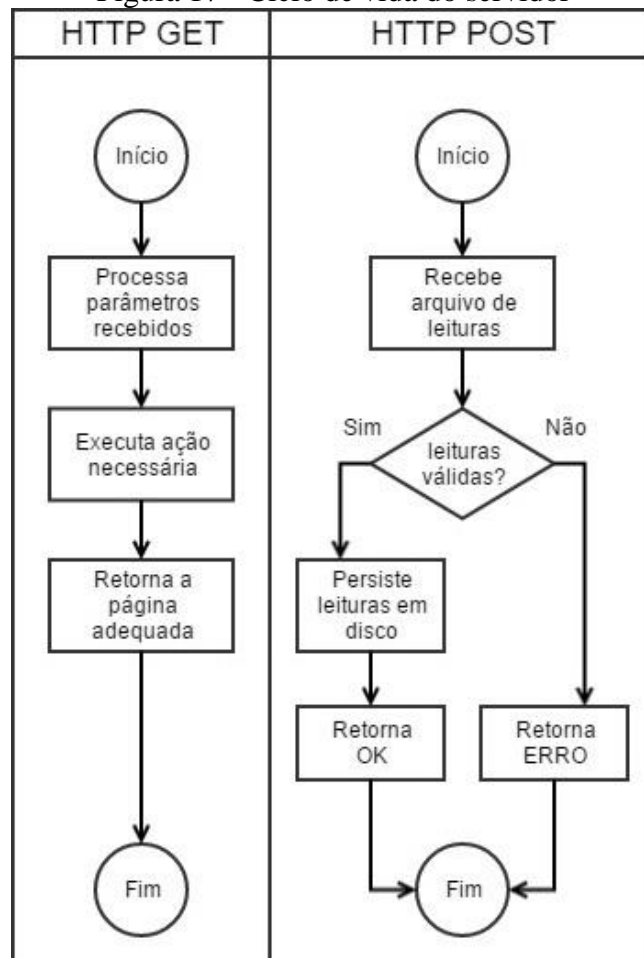 HTTP GET
HTTP POST
Início
Processa
parâmetros
recebidos
Executa ação
necessária
Retorna a
página
adequada
Fim
Início
Recebe
arquivo de
leituras
Sim
Não
leituras
válidas?
Persiste
leituras em
disco
Retorna
OK
Retorna
ERRO
Fim